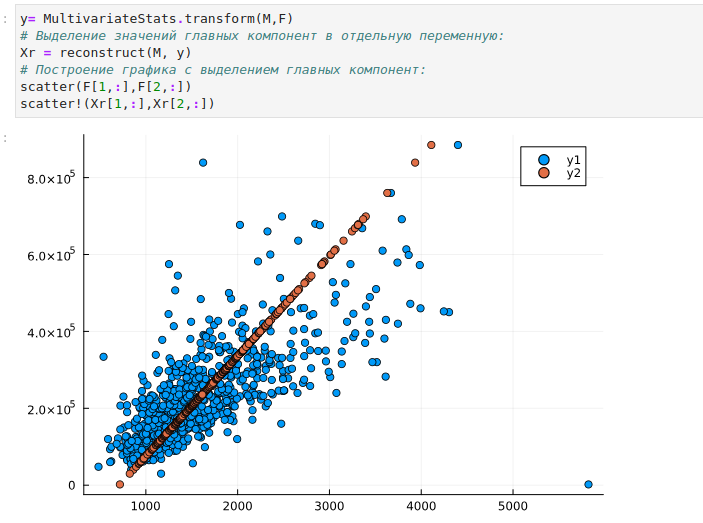 : y= MultivariateStats.transform(M,F)
# Выделение значений главных компонент в отдельную переменную:
Xr = reconstruct(M, y)
# Построение графика с выделением главных компонент:
scatter(F[1,:],F[2,:])
scatter!(Xr[1,:],Xr[2,:])
:
y1
y2
8.0×10⁵
6.0×10⁵
4.0×10⁵
2.0×10⁵
0
1000 2000 3000 4000 5000